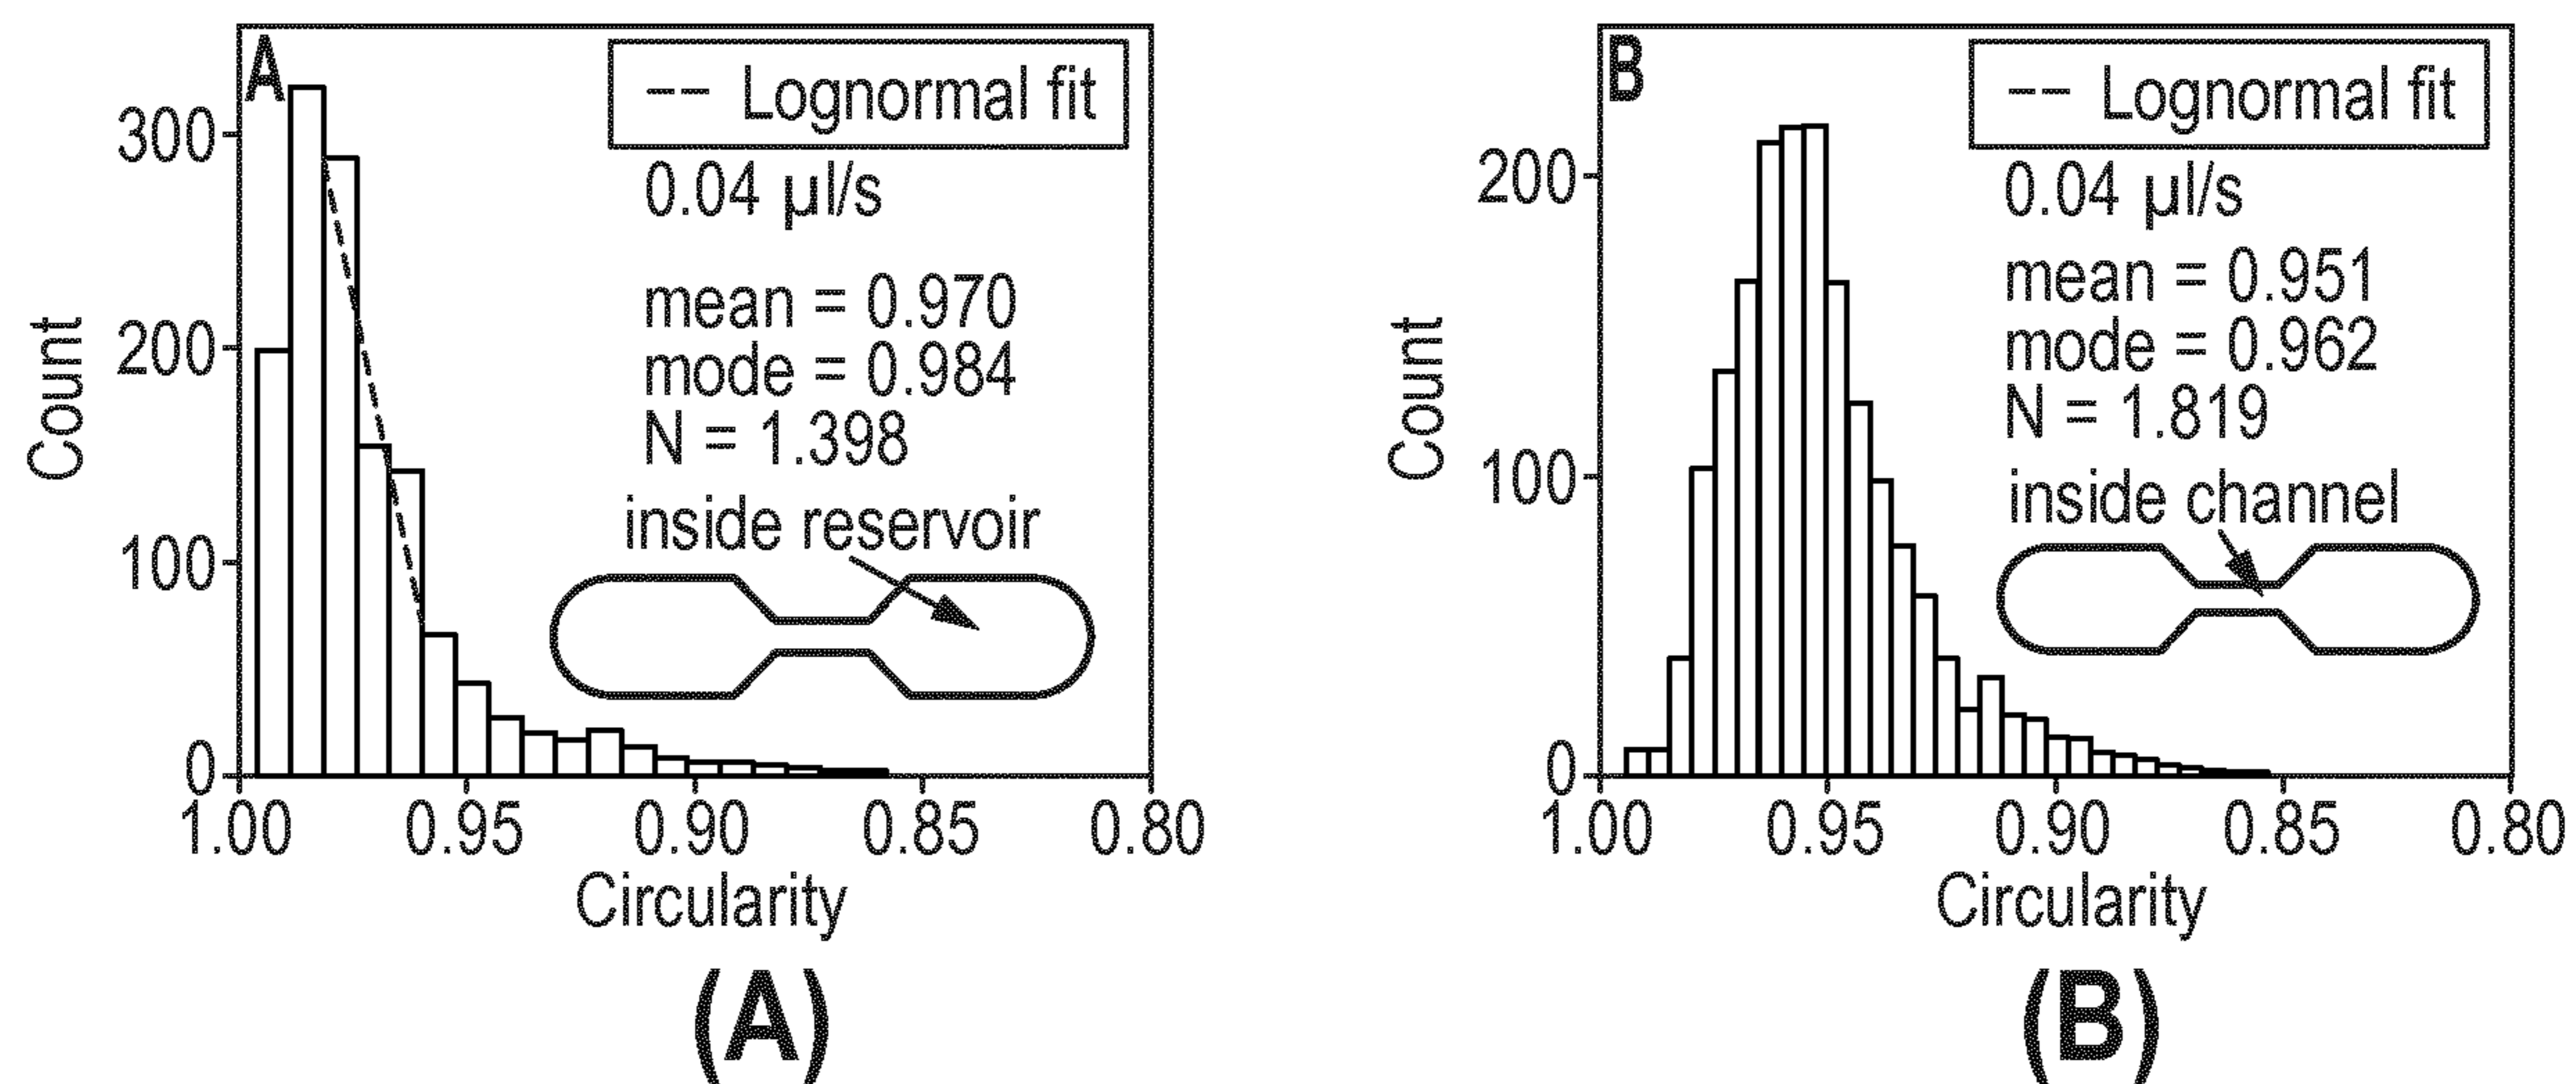 A
-- Lognormal fit
0.04 µl/s
mean = 0.970
mode = 0.984
N = 1.398
inside reservoir
Count
300
200
100
0
1.00 0.95 0.90 0.85 0.80
Circularity
(A)
B
-- Lognormal fit
0.04 µl/s
mean = 0.951
mode = 0.962
N = 1.819
inside channel
Count
200
100
0
1.00 0.95 0.90 0.85 0.80
Circularity
(B)